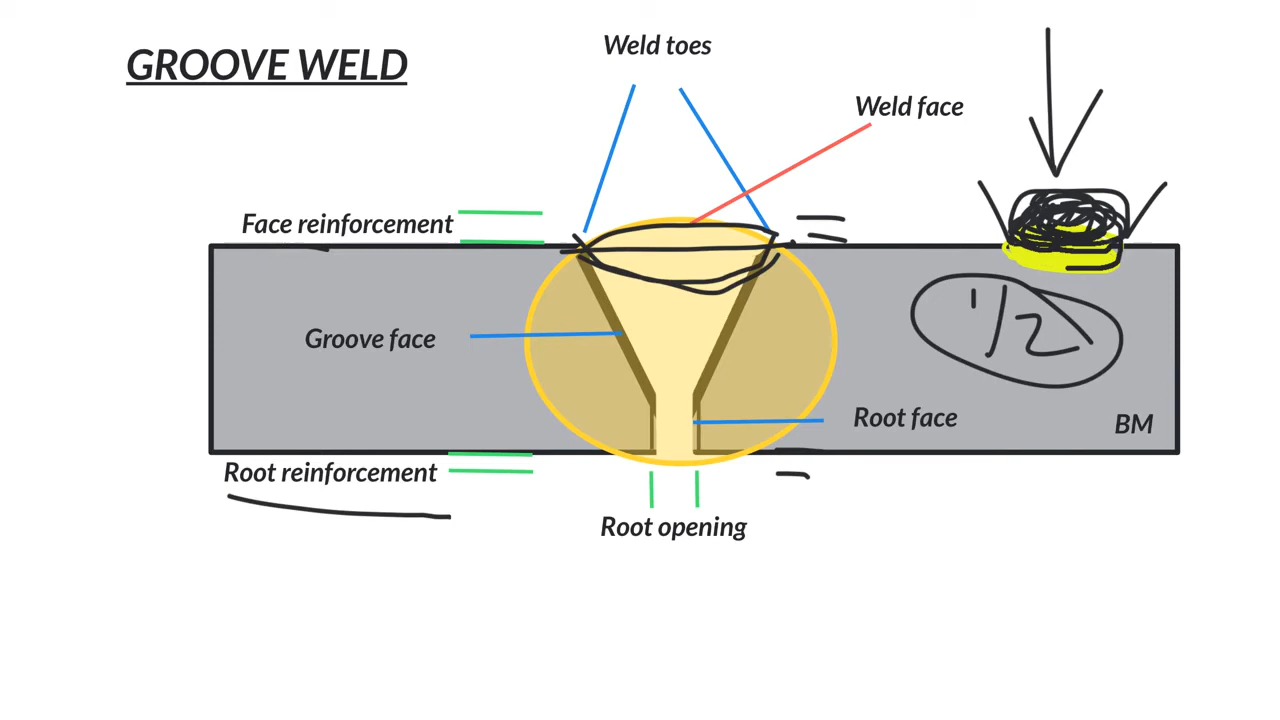 GROOVE WELD
Weld toes
Weld face
Face reinforcement
Groove face
1/2
Root face
BM
Root reinforcement
Root opening